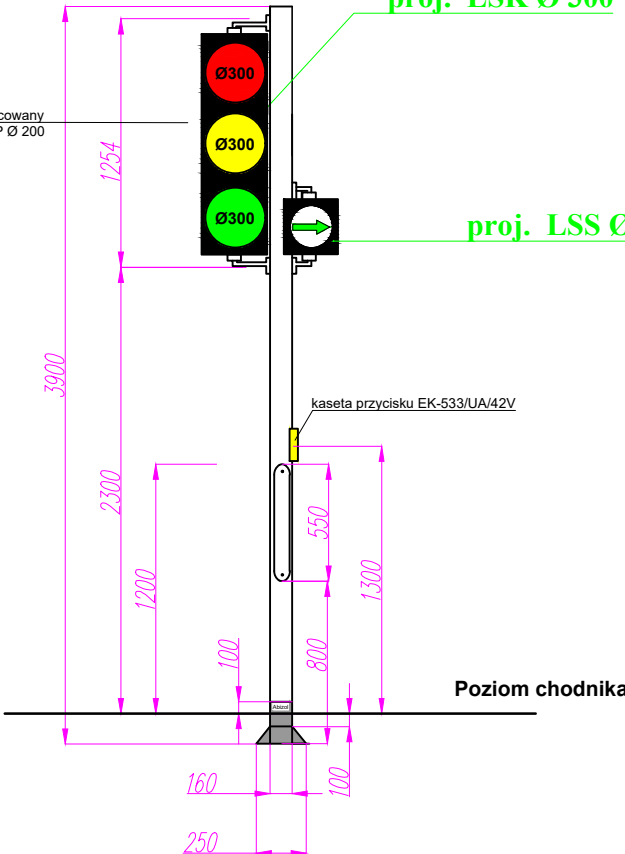 proj. LSK Ø 300
Ø300
cowany
Ø 200
Ø300
1254
Ø300
proj. LSS Ø
3900
kaseta przycisku EK-533/UA/42V
2300
550
1200
1300
100
800
Poziom chodnika
Abizol
160
100
250